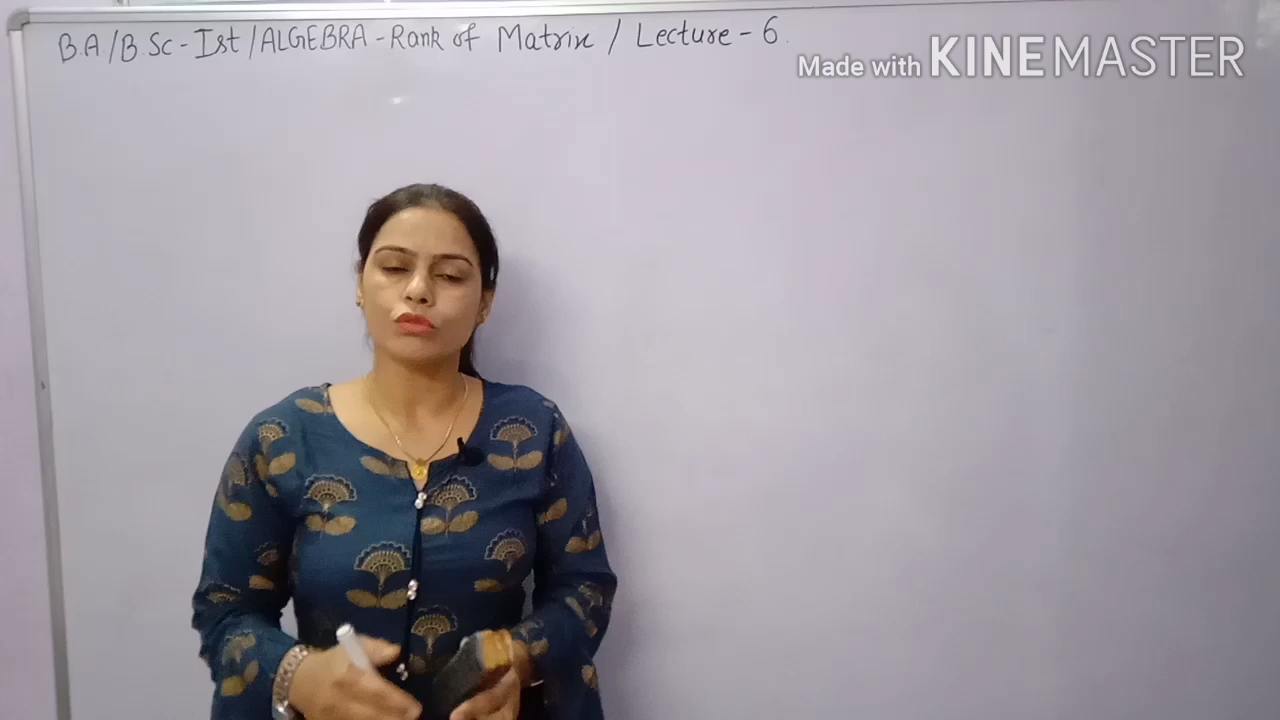 B.A/B.Sc-Ist/ALGEBRA-Rank of Matrix / Lecture-6.
Made with KINEMASTER